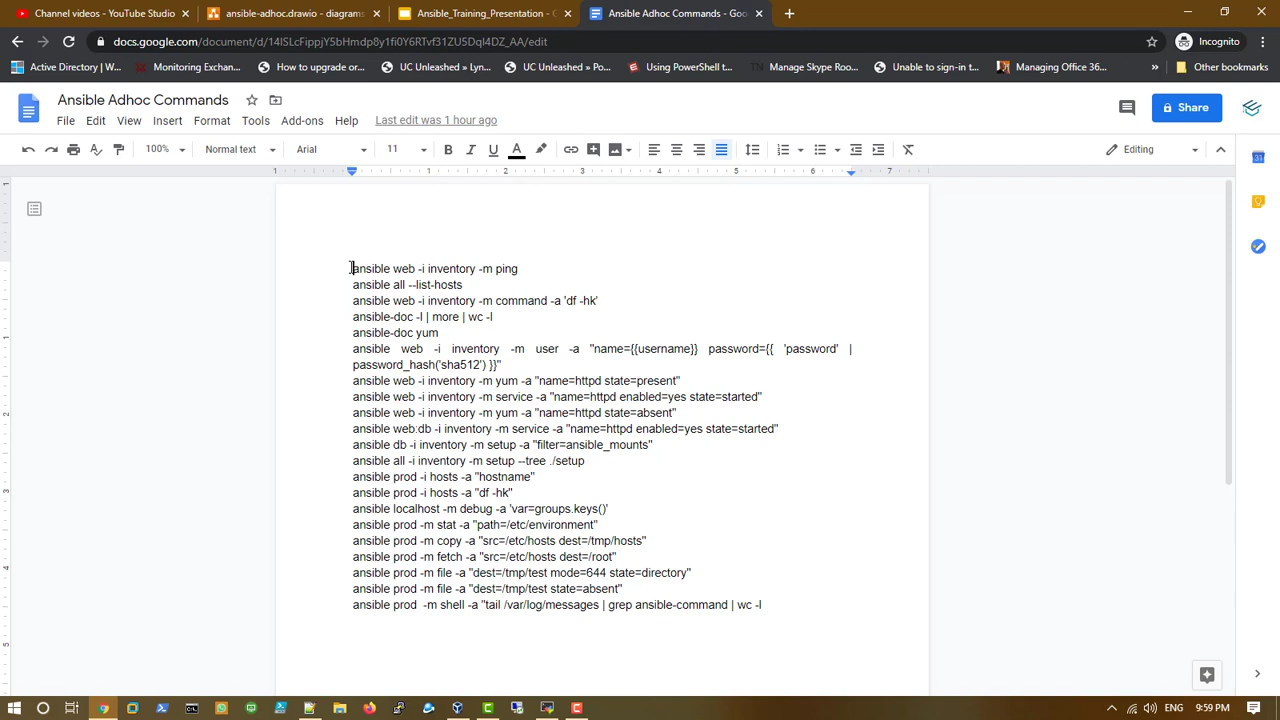 Channel videos - YouTube Studio
ansible-adhoc.drawio - diagrams
Ansible_Training_Presentation - G
Ansible Adhoc Commands - Goo
docs.google.com/document/d/14ISLcFippjY5bHmdp8y1fi0Y6RTvf31ZU5DqI4DZ_AA/edit
Incognito
Active Directory | W...
Monitoring Exchan...
How to upgrade or...
UC Unleashed » Lyn...
UC Unleashed » Po...
Using PowerShell t...
Manage Skype Roo...
Unable to sign-in t...
Managing Office 36...
»
Other bookmarks
Ansible Adhoc Commands
File Edit View Insert Format Tools Add-ons Help Last edit was 1 hour ago
Share
100% Normal text Arial 11 B I U A Editing
1 1 2 3 4 5 6 7
ansible web -i inventory -m ping
ansible all --list-hosts
ansible web -i inventory -m command -a 'df -hk'
ansible-doc -l | more | wc -l
ansible-doc yum
ansible web -i inventory -m user -a "name={{username}} password={{ 'password' |
password_hash('sha512') }}"
ansible web -i inventory -m yum -a "name=httpd state=present"
ansible web -i inventory -m service -a "name=httpd enabled=yes state=started"
ansible web -i inventory -m yum -a "name=httpd state=absent"
ansible web:db -i inventory -m service -a "name=httpd enabled=yes state=started"
ansible db -i inventory -m setup -a "filter=ansible_mounts"
ansible all -i inventory -m setup --tree ./setup
ansible prod -i hosts -a "hostname"
ansible prod -i hosts -a "df -hk"
ansible localhost -m debug -a 'var=groups.keys()'
ansible prod -m stat -a "path=/etc/environment"
ansible prod -m copy -a "src=/etc/hosts dest=/tmp/hosts"
ansible prod -m fetch -a "src=/etc/hosts dest=/root"
ansible prod -m file -a "dest=/tmp/test mode=644 state=directory"
ansible prod -m file -a "dest=/tmp/test state=absent"
ansible prod  -m shell -a "tail /var/log/messages | grep ansible-command | wc -l
ENG 9:59 PM